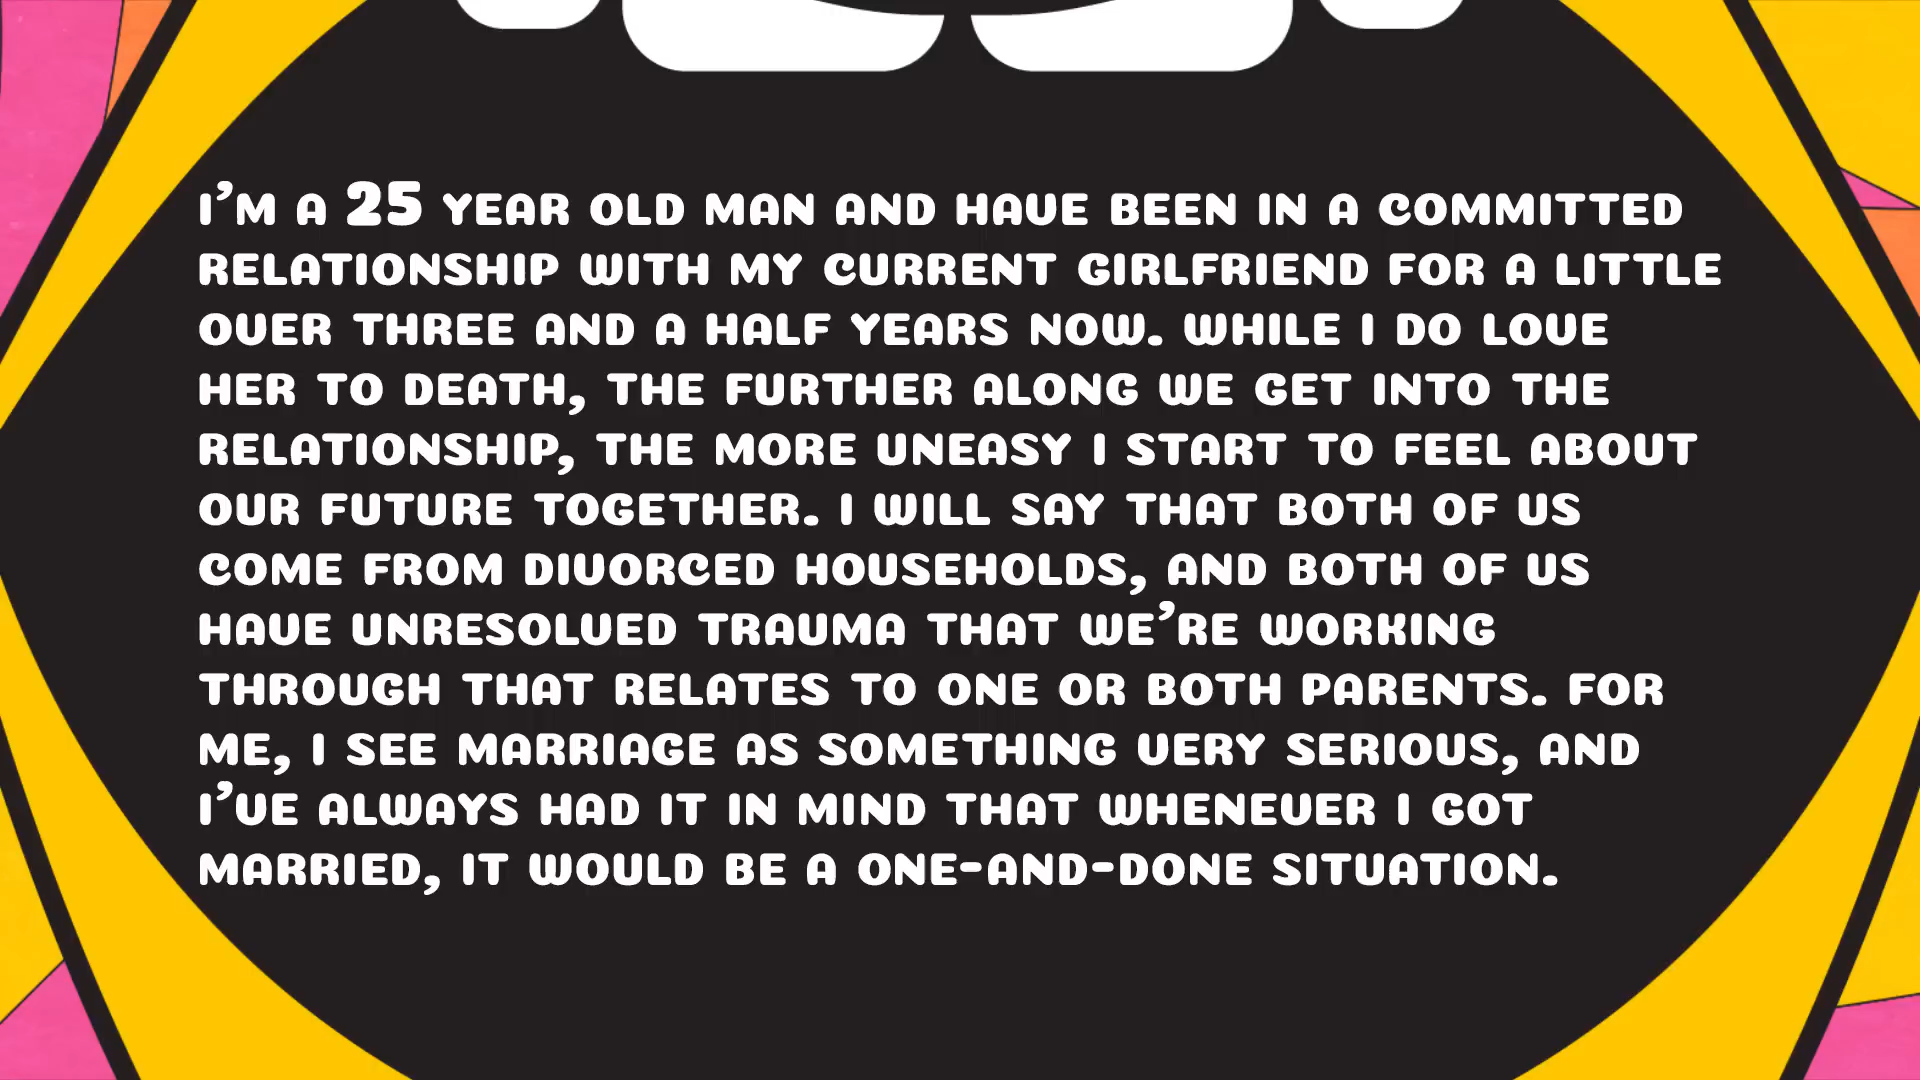 I'M A 25 YEAR OLD MAN AND HAVE BEEN IN A COMMITTED
RELATIONSHIP WITH MY CURRENT GIRLFRIEND FOR A LITTLE
OVER THREE AND A HALF YEARS NOW. WHILE I DO LOVE
HER TO DEATH, THE FURTHER ALONG WE GET INTO THE
RELATIONSHIP, THE MORE UNEASY I START TO FEEL ABOUT
OUR FUTURE TOGETHER. I WILL SAY THAT BOTH OF US
COME FROM DIVORCED HOUSEHOLDS, AND BOTH OF US
HAVE UNRESOLVED TRAUMA THAT WE'RE WORKING
THROUGH THAT RELATES TO ONE OR BOTH PARENTS. FOR
ME, I SEE MARRIAGE AS SOMETHING VERY SERIOUS, AND
I'VE ALWAYS HAD IT IN MIND THAT WHENEVER I GOT
MARRIED, IT WOULD BE A ONE-AND-DONE SITUATION.